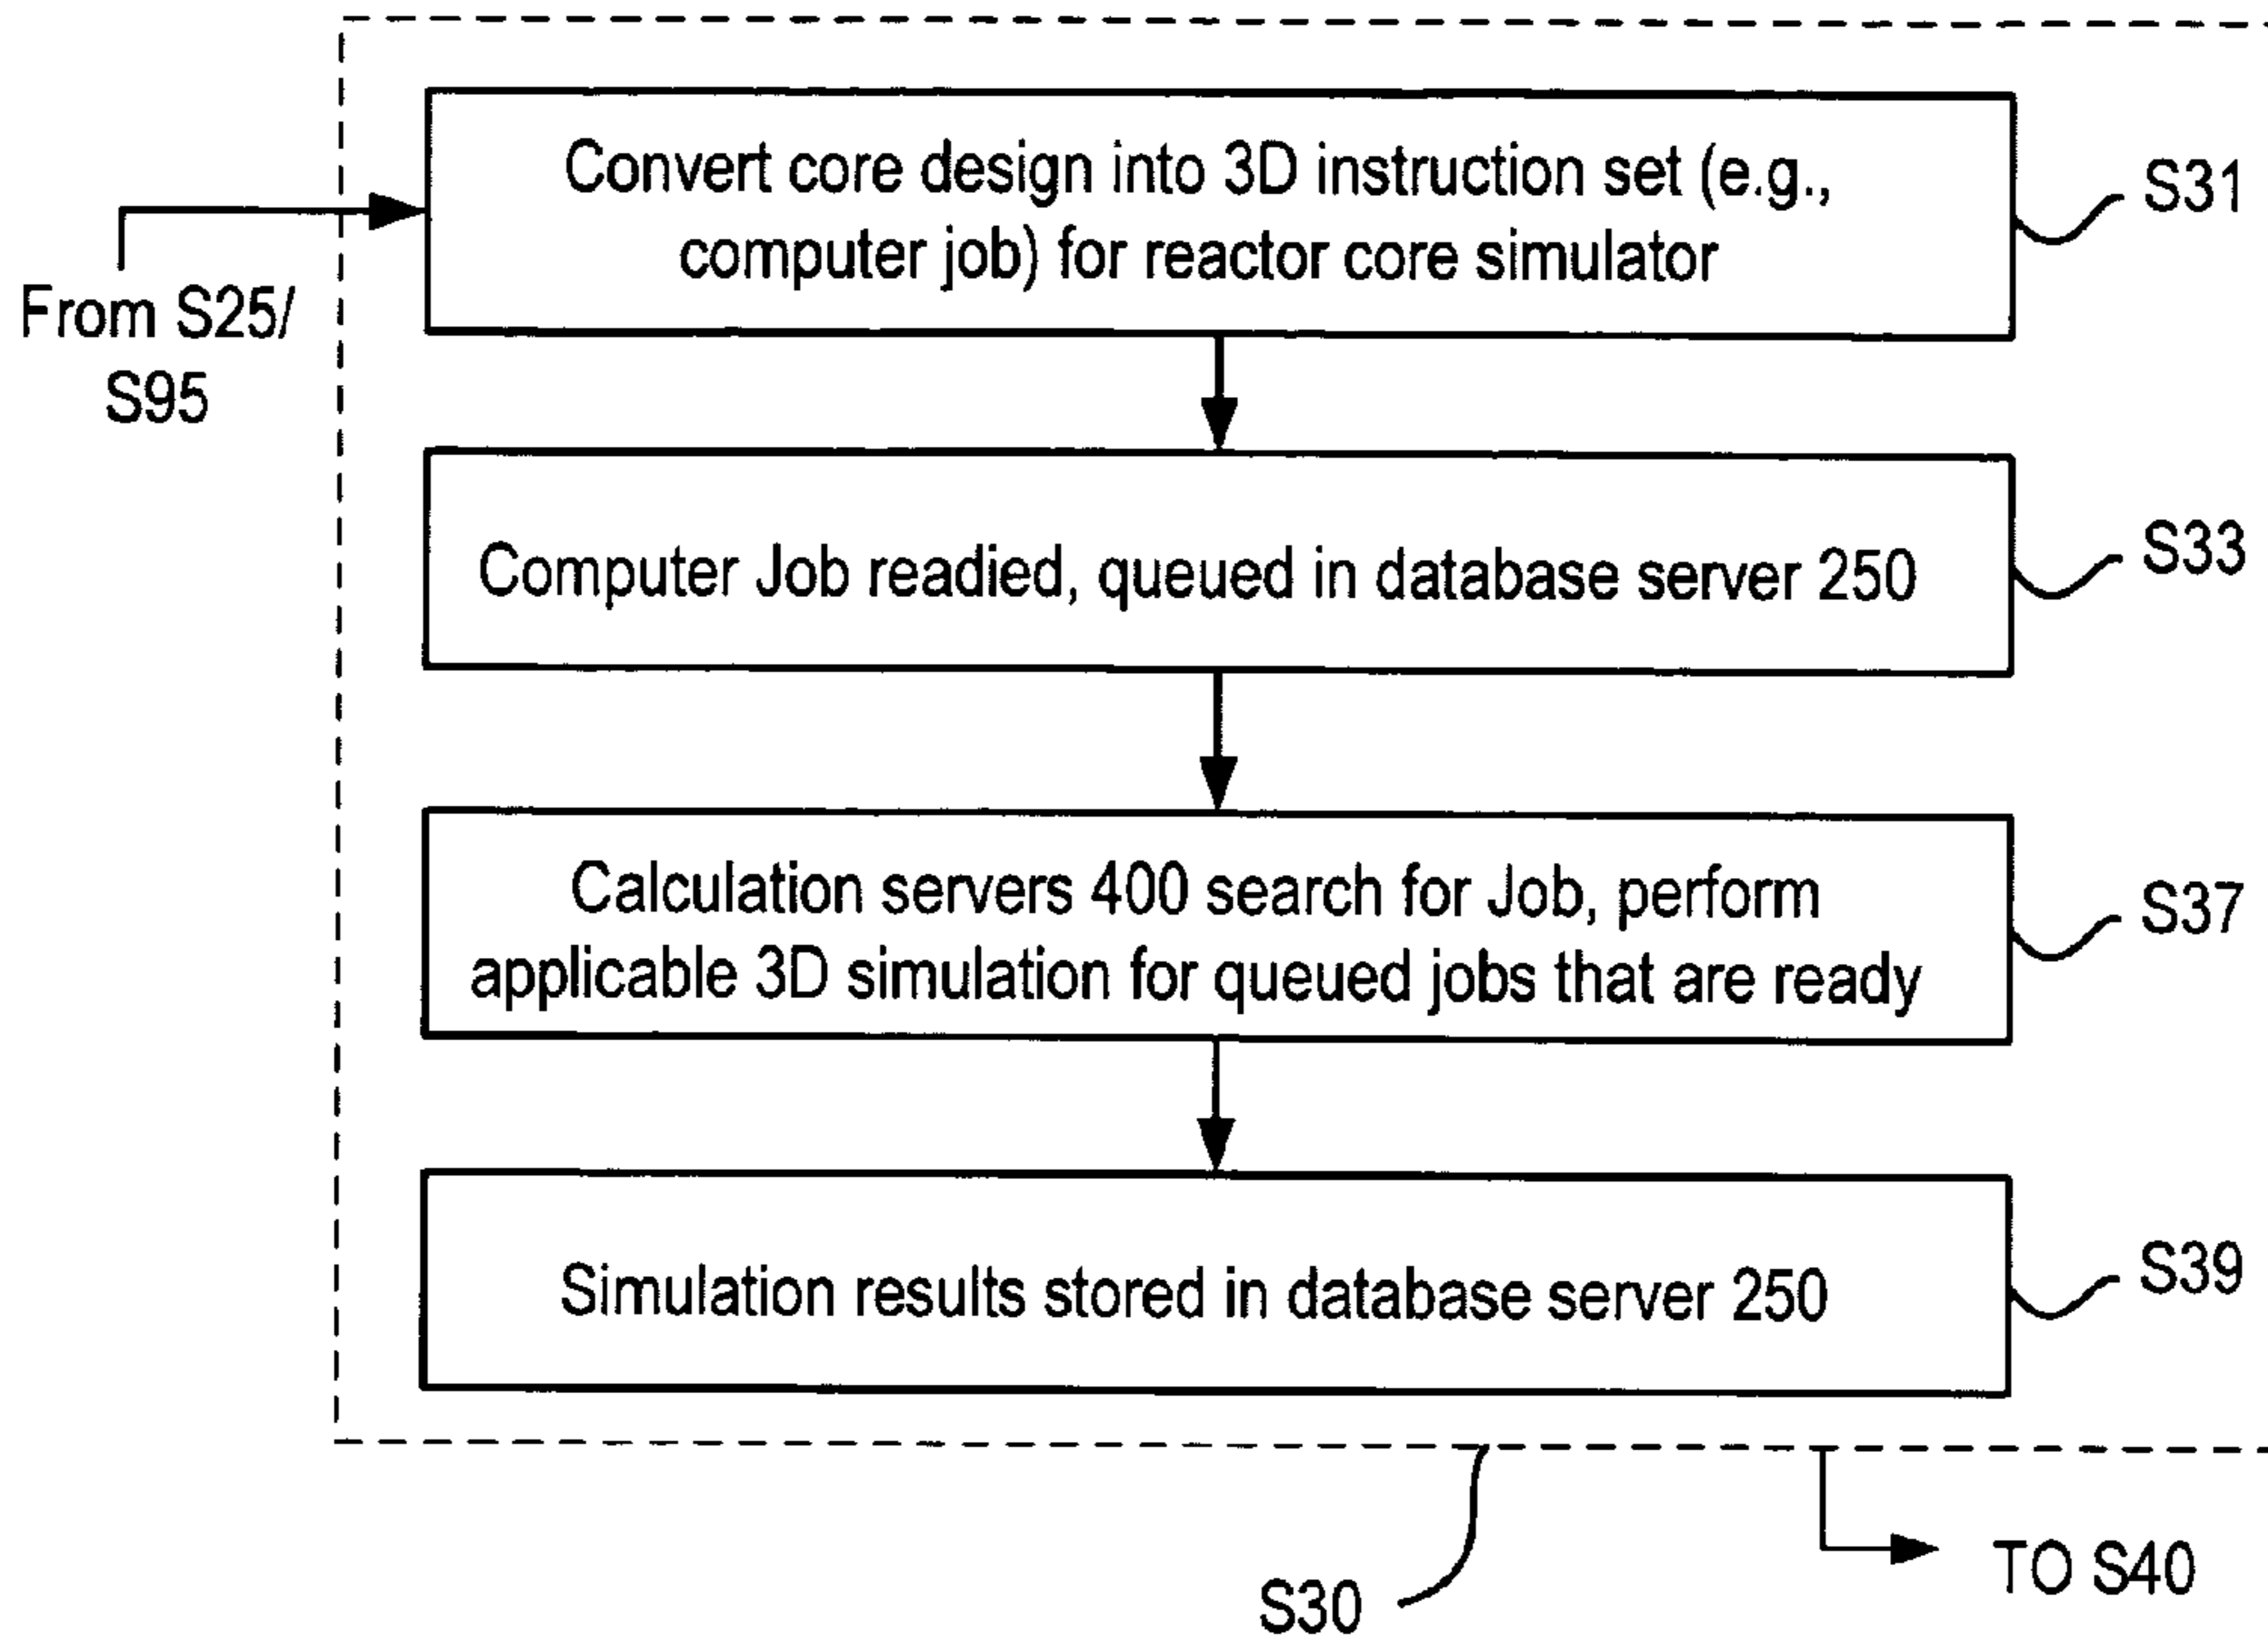 Convert core design into 3D instruction set (e.g.,
computer job) for reactor core simulator
S31
From S25/
S95
Computer Job readied, queued in database server 250
S33
Calculation servers 400 search for Job, perform
applicable 3D simulation for queued jobs that are ready
S37
Simulation results stored in database server 250
S39
S30
TO S40